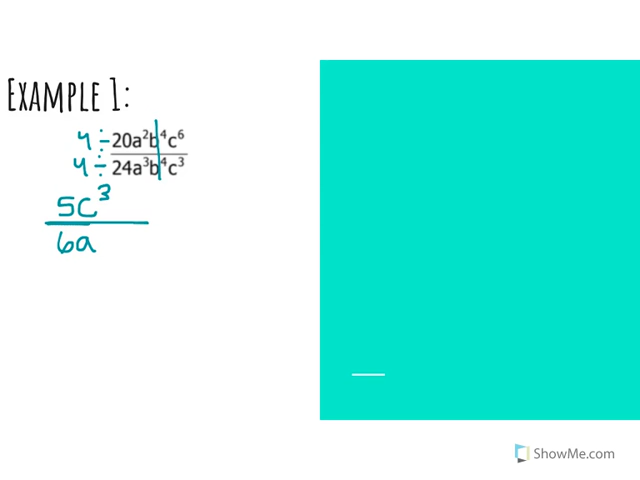 Example 1:
4 ÷ 20a²b⁴c⁶
4 ÷ 24a³b⁴c³
5c³
6a
ShowMe.com